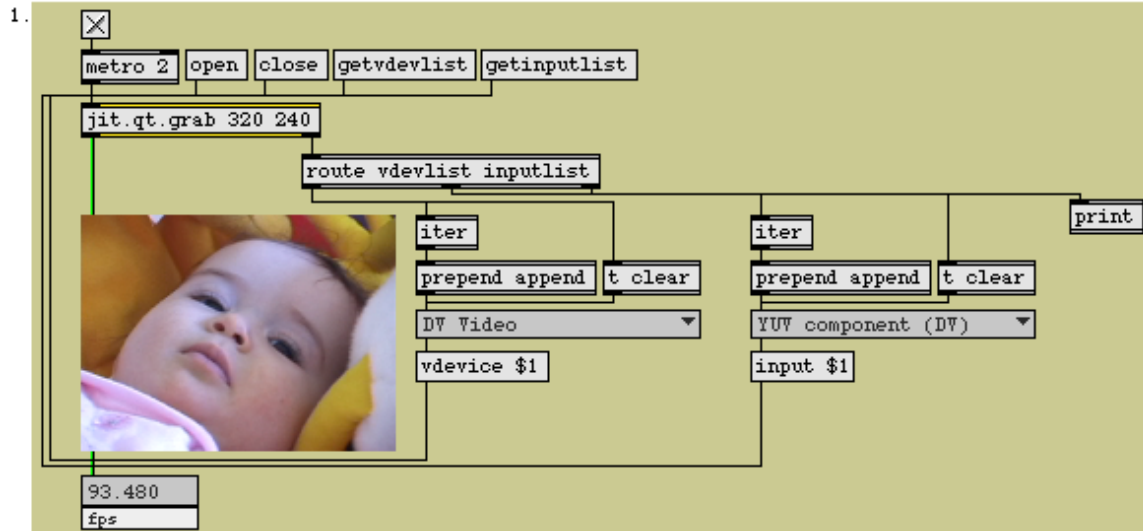 1.
metro 2 open close getvdevlist getinputlist
jit.qt.grab 320 240
route vdevlist inputlist
print
iter iter
prepend append t clear prepend append t clear
DV Video YUV component (DV)
vdevice $1 input $1
93.480
fps